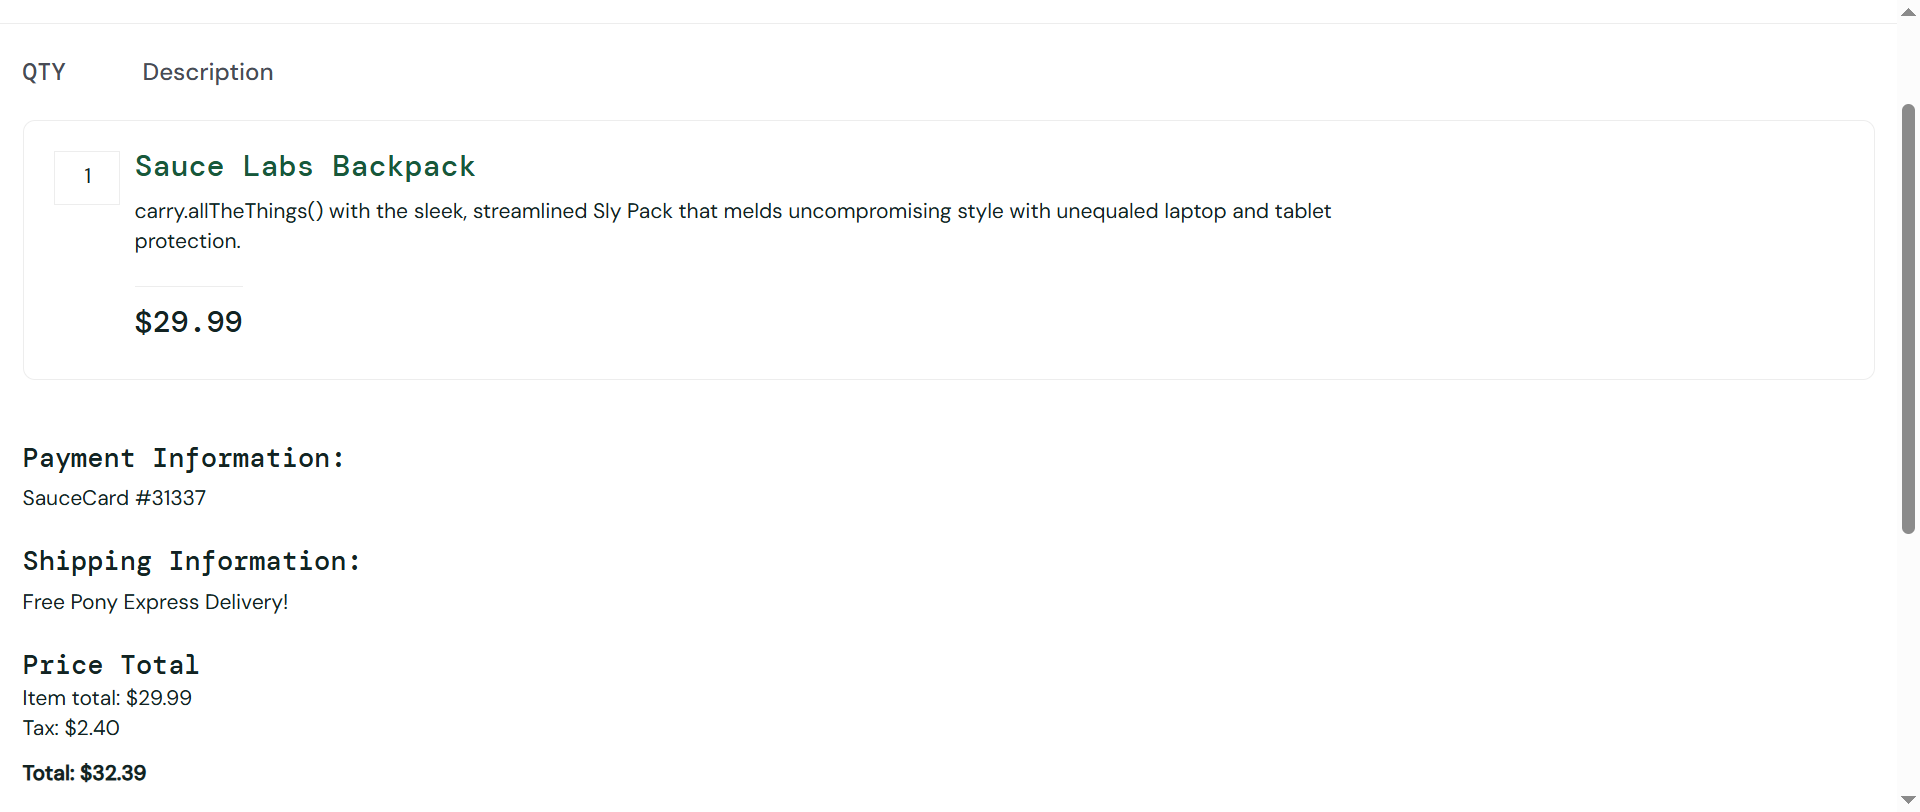 QTY Description
1 Sauce Labs Backpack
carry.allTheThings() with the sleek, streamlined Sly Pack that melds uncompromising style with unequaled laptop and tablet
protection.
$29.99
Payment Information:
SauceCard #31337
Shipping Information:
Free Pony Express Delivery!
Price Total
Item total: $29.99
Tax: $2.40
Total: $32.39